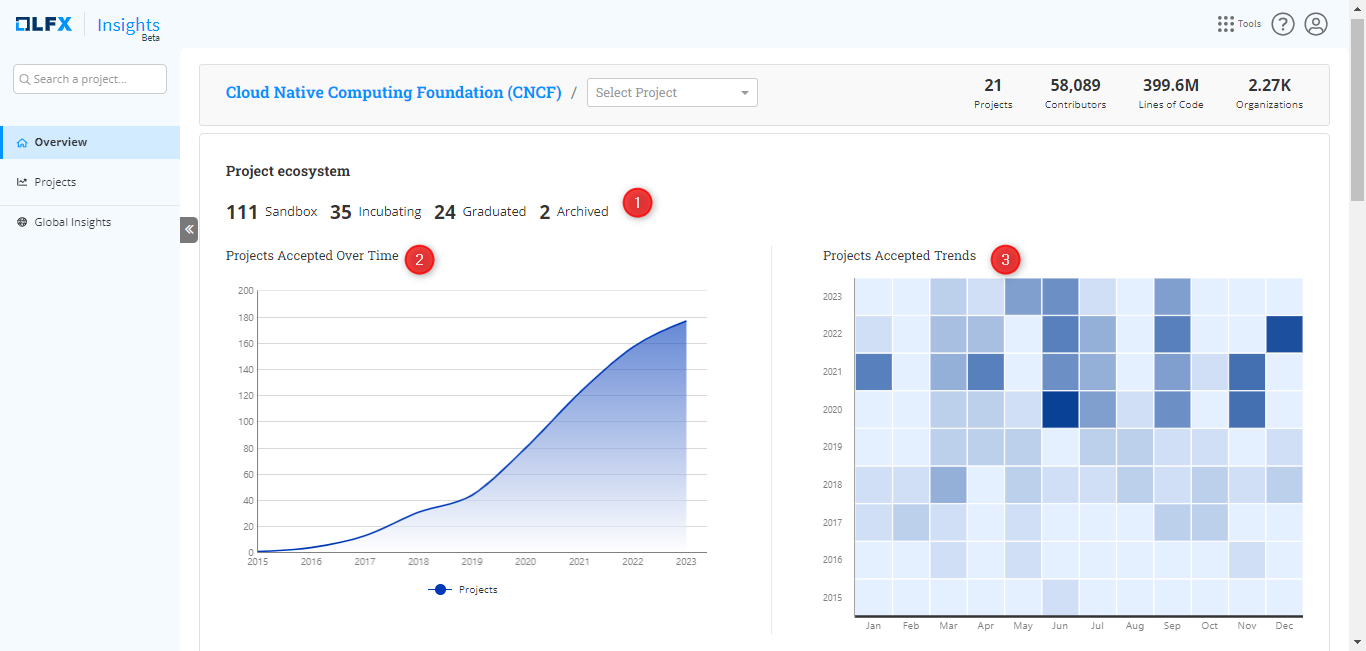 LFX Insights
Beta
Tools
?
Search a project...
Overview
Projects
Global Insights
Cloud Native Computing Foundation (CNCF) / Select Project
21 58,089 399.6M 2.27K
Projects Contributors Lines of Code Organizations
Project ecosystem
111 Sandbox 35 Incubating 24 Graduated 2 Archived 1
Projects Accepted Over Time 2
200
180
160
140
120
100
80
60
40
20
0
2015 2016 2017 2018 2019 2020 2021 2022 2023
Projects
Projects Accepted Trends 3
2023
2022
2021
2020
2019
2018
2017
2016
2015
Jan Feb Mar Apr May Jun Jul Aug Sep Oct Nov Dec